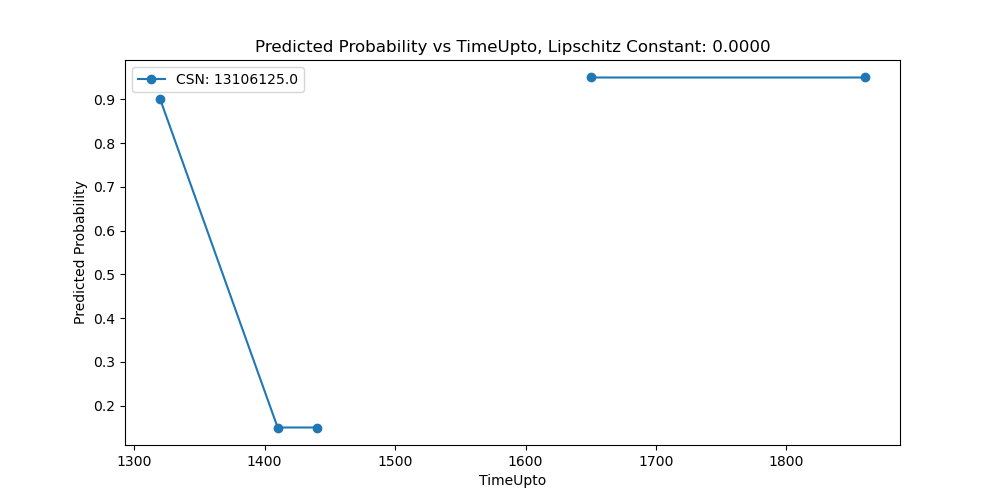 Predicted Probability vs TimeUpto, Lipschitz Constant: 0.0000
CSN: 13106125.0
Predicted Probability
0.9
0.8
0.7
0.6
0.5
0.4
0.3
0.2
1300 1400 1500 1600 1700 1800
TimeUpto